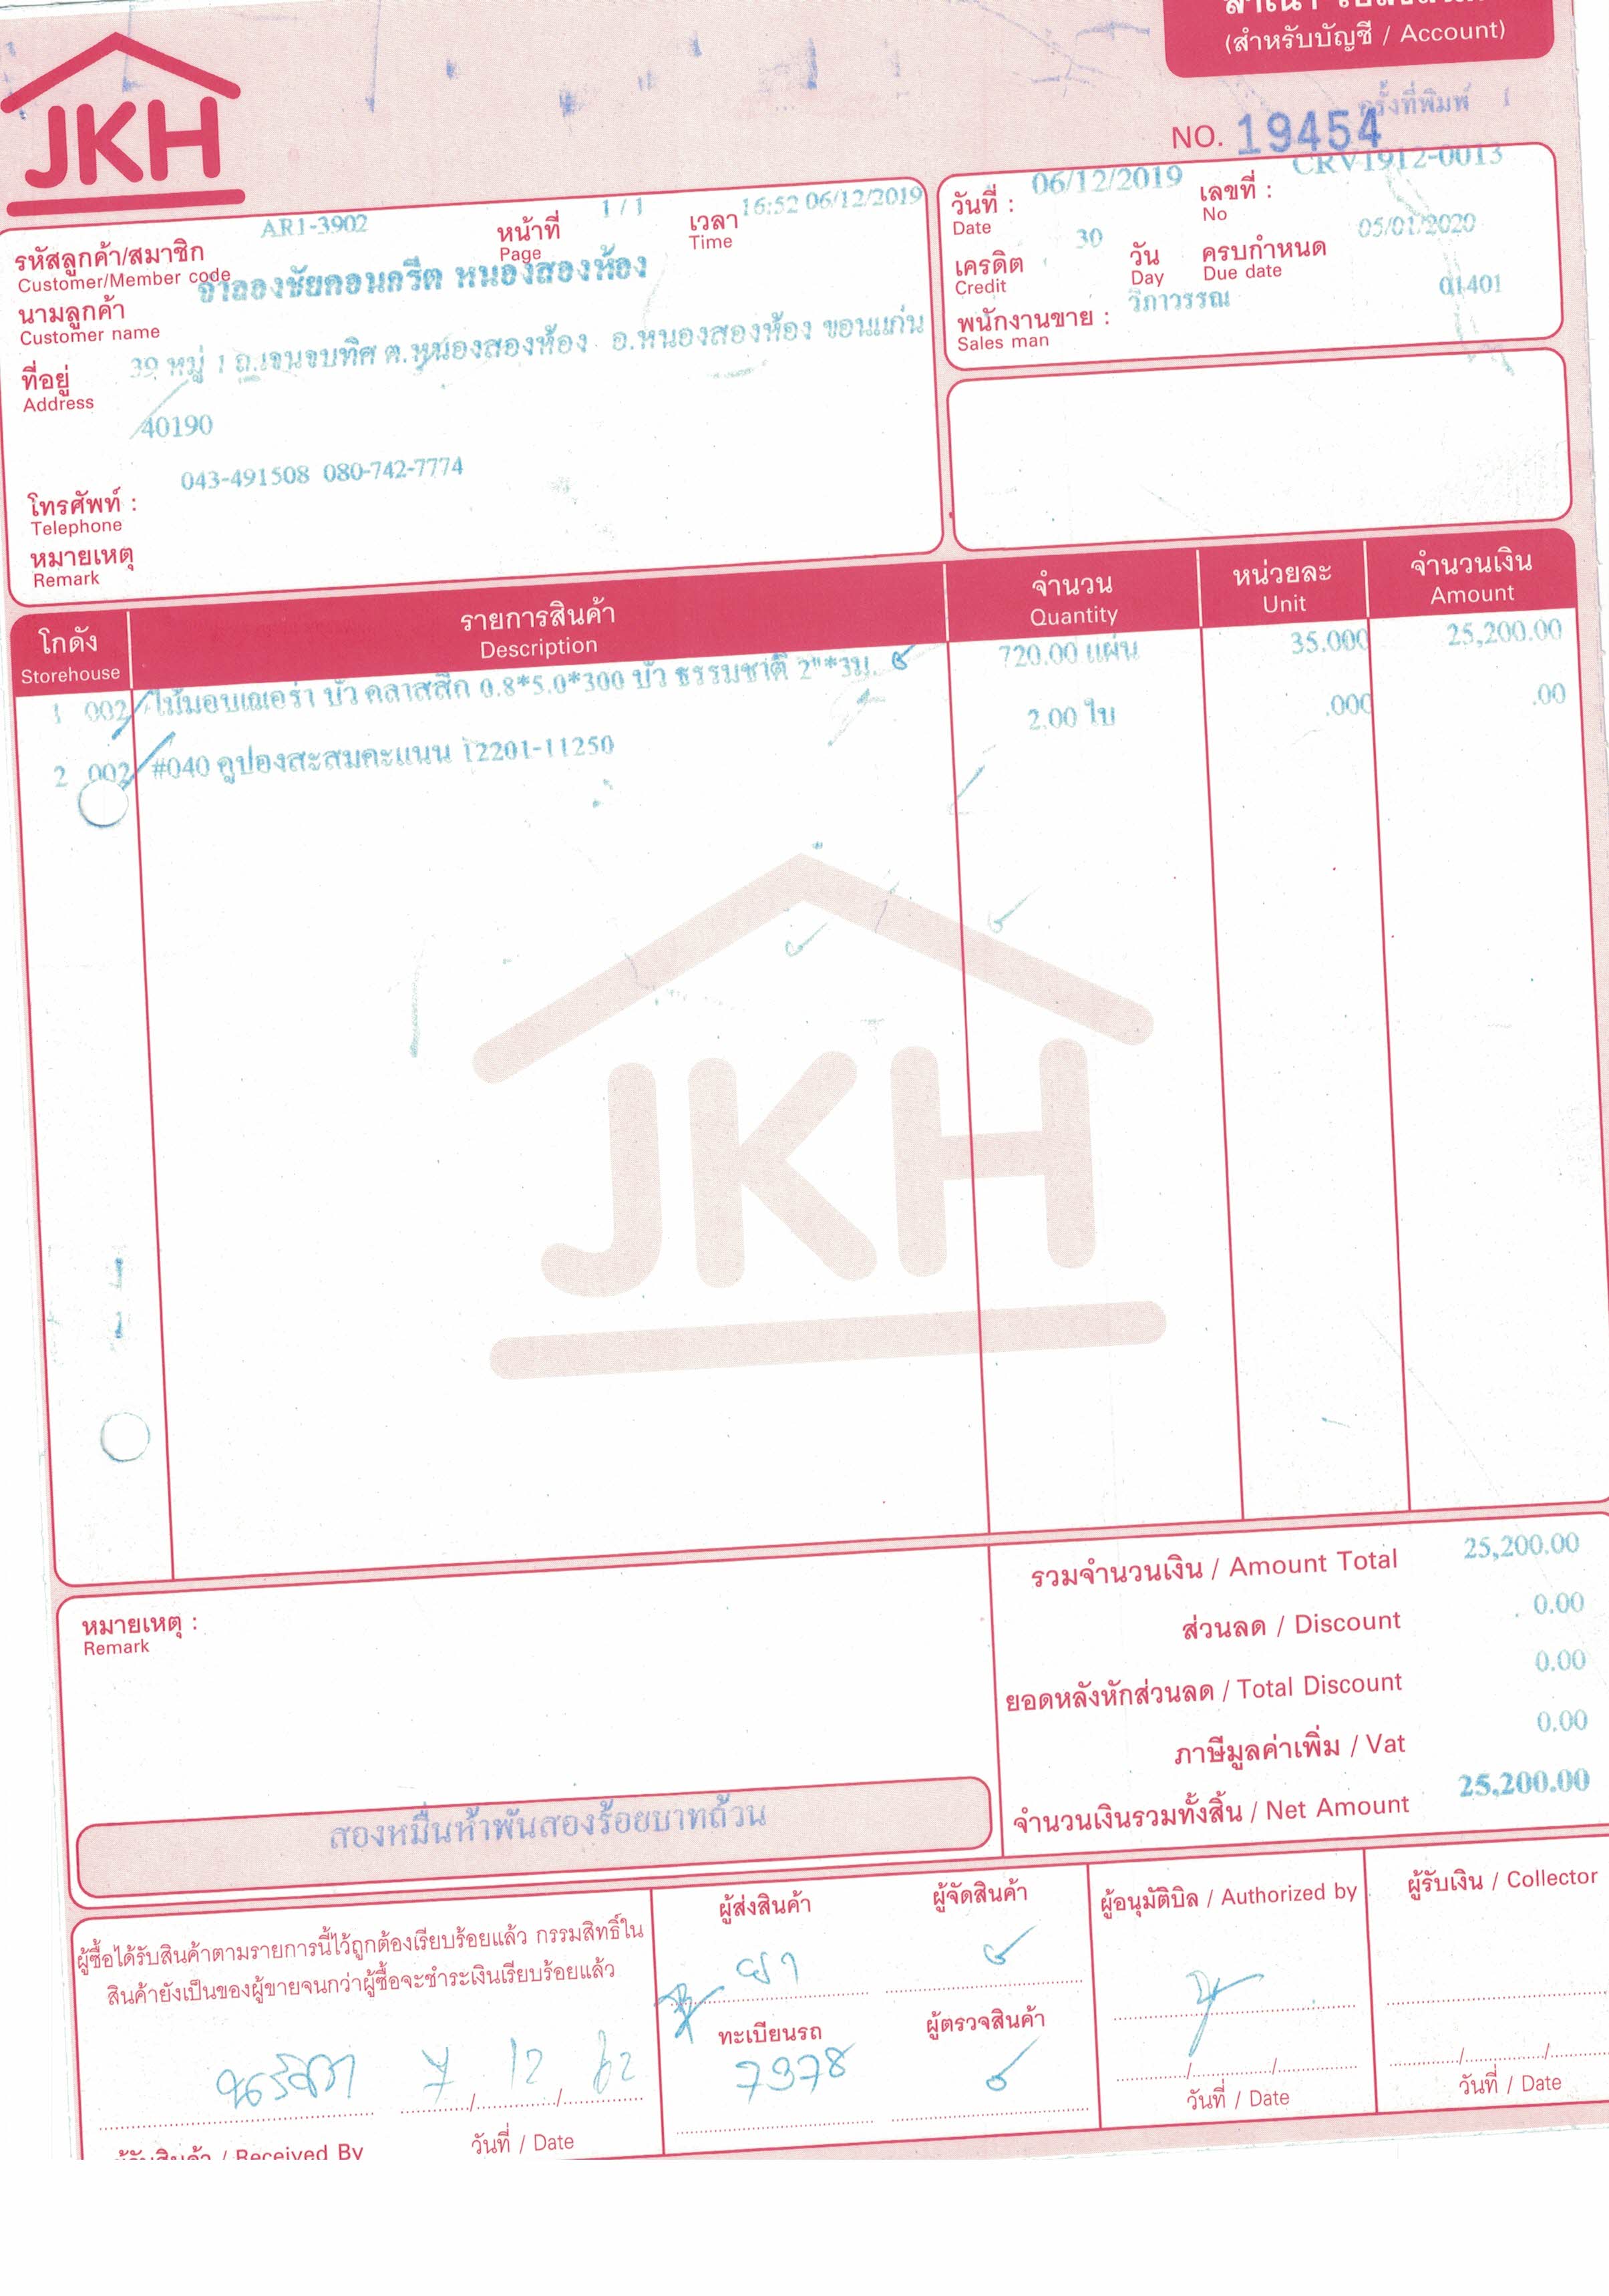 (สำหรับบัญชี / Account)
JKH
ครั้งที่พิมพ์ 1
NO. 19454
รหัสลูกค้า/สมาชิก AR1-3902 หน้าที่ 1 / 1 เวลา 16:52 06/12/2019
Customer/Member code Page Time
นามลูกค้า จำลองชัยคอนกรีต หนองสองห้อง
Customer name
ที่อยู่ 39 หมู่ 1 ถ.เจนจบทิศ ต.หนองสองห้อง อ.หนองสองห้อง ขอนแก่น
Address
40190
โทรศัพท์ : 043-491508 080-742-7774
Telephone
หมายเหตุ
Remark
วันที่ : 06/12/2019 เลขที่ : CRV1912-0013
Date No
เครดิต 30 วัน ครบกำหนด 05/01/2020
Credit Day Due date
พนักงานขาย : วิภาวรรณ 01401
Sales man
โกดัง รายการสินค้า จำนวน หน่วยละ จำนวนเงิน
Storehouse Description Quantity Unit Amount
1 002 ไม้มอบเฌอร่า บัว คลาสสิก 0.8*5.0*300 บัว ธรรมชาติ 2"*3ม. 720.00 แผ่น 35.000 25,200.00
2 002 #040 คูปองสะสมคะแนน 12201-11250 2.00 ใบ .000 .00
JKH
รวมจำนวนเงิน / Amount Total 25,200.00
ส่วนลด / Discount 0.00
ยอดหลังหักส่วนลด / Total Discount 0.00
ภาษีมูลค่าเพิ่ม / Vat 0.00
จำนวนเงินรวมทั้งสิ้น / Net Amount 25,200.00
หมายเหตุ :
Remark
สองหมื่นห้าพันสองร้อยบาทถ้วน
ผู้ซื้อได้รับสินค้าตามรายการนี้ไว้ถูกต้องเรียบร้อยแล้ว กรรมสิทธิ์ใน
สินค้ายังเป็นของผู้ขายจนกว่าผู้ซื้อจะชำระเงินเรียบร้อยแล้ว
7 / 12 / 62
ผู้รับสินค้า / Received By วันที่ / Date
ผู้ส่งสินค้า ผู้จัดสินค้า
ทะเบียนรถ ผู้ตรวจสินค้า
7978
ผู้อนุมัติบิล / Authorized by
วันที่ / Date
ผู้รับเงิน / Collector
วันที่ / Date